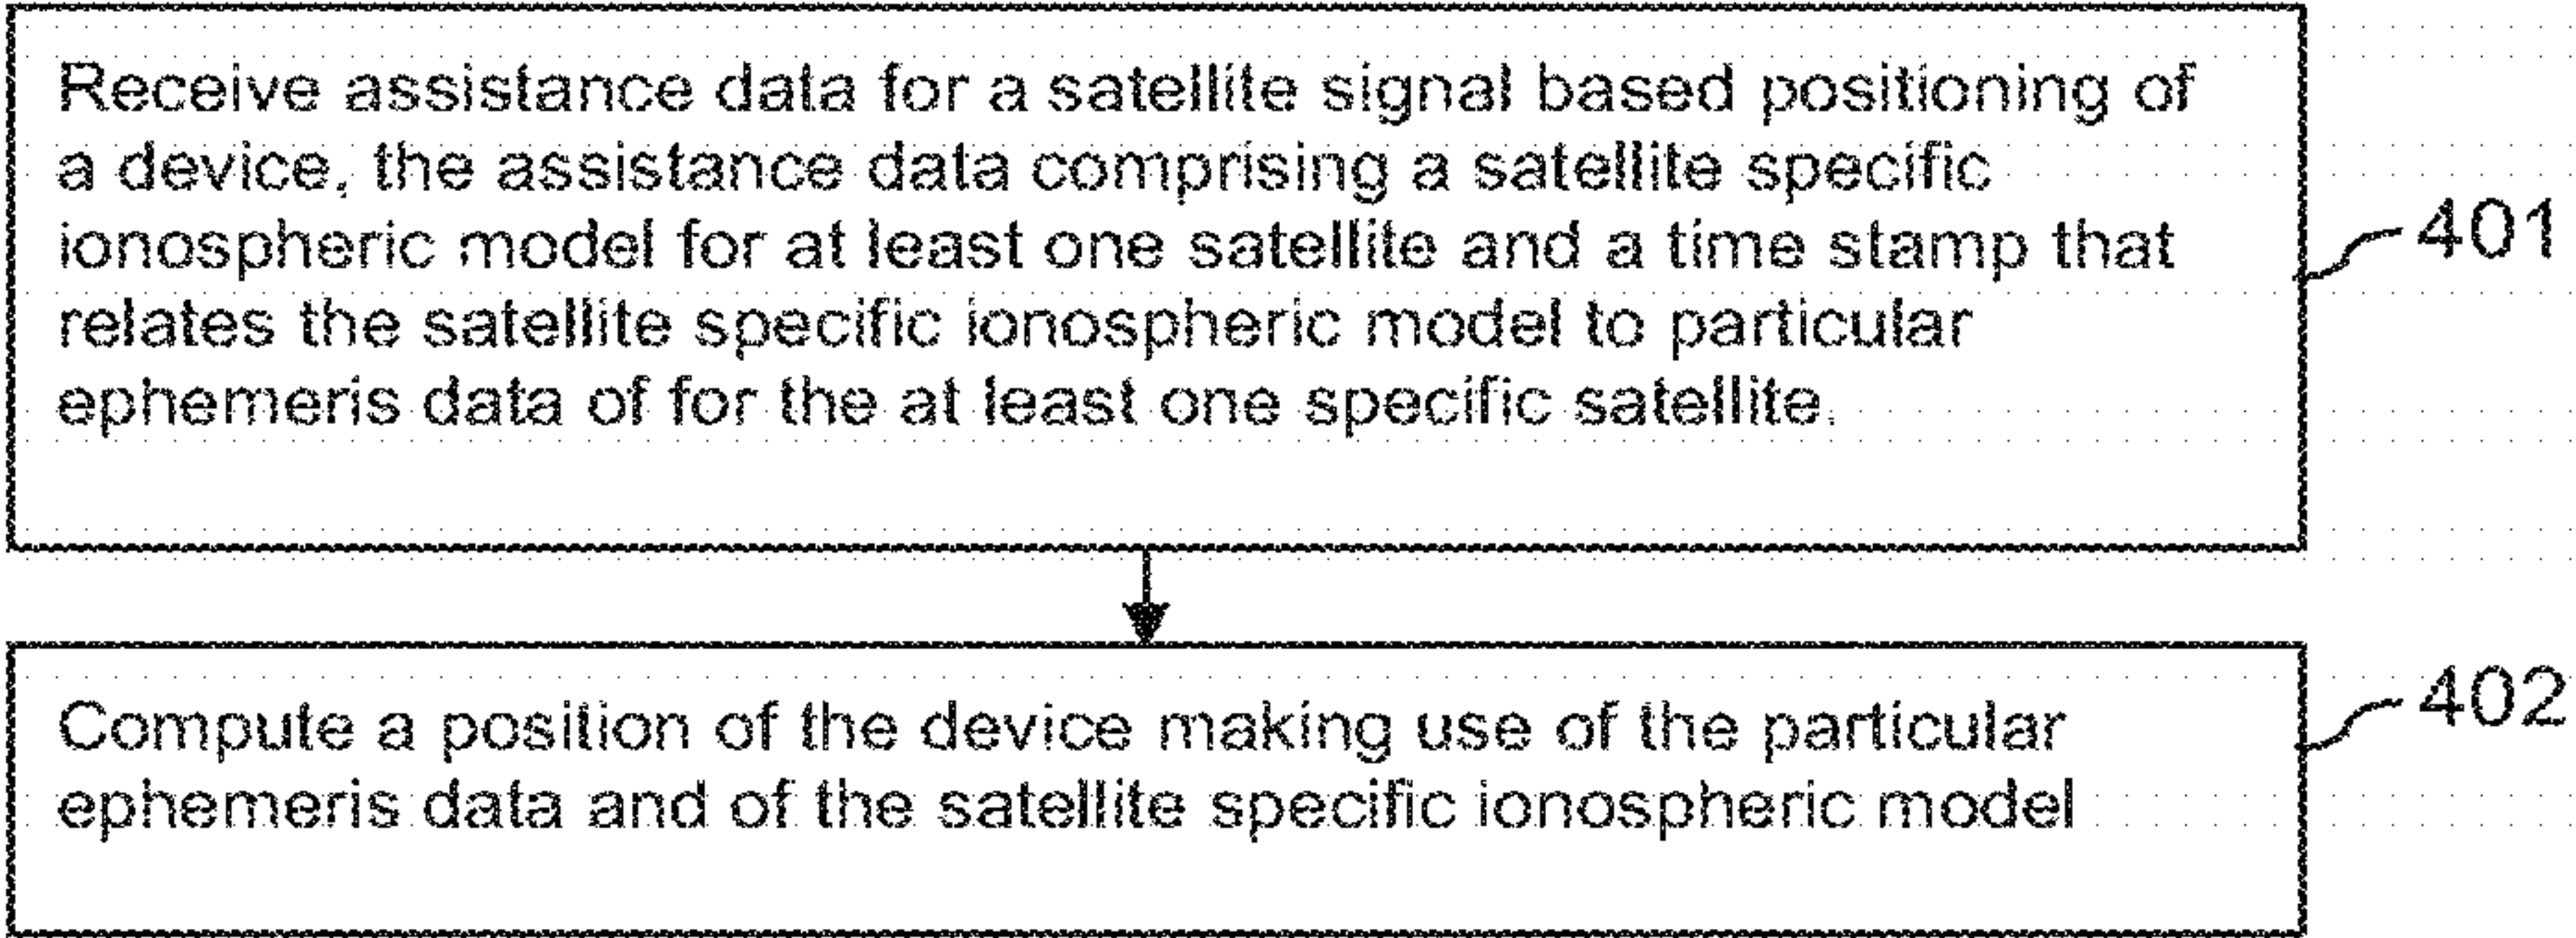 Receive assistance data for a satellite signal based positioning of
a device, the assistance data comprising a satellite specific
ionospheric model for at least one satellite and a time stamp that
relates the satellite specific ionospheric model to particular
ephemeris data of for the at least one specific satellite.
401
Compute a position of the device making use of the particular
ephemeris data and of the satellite specific ionospheric model
402